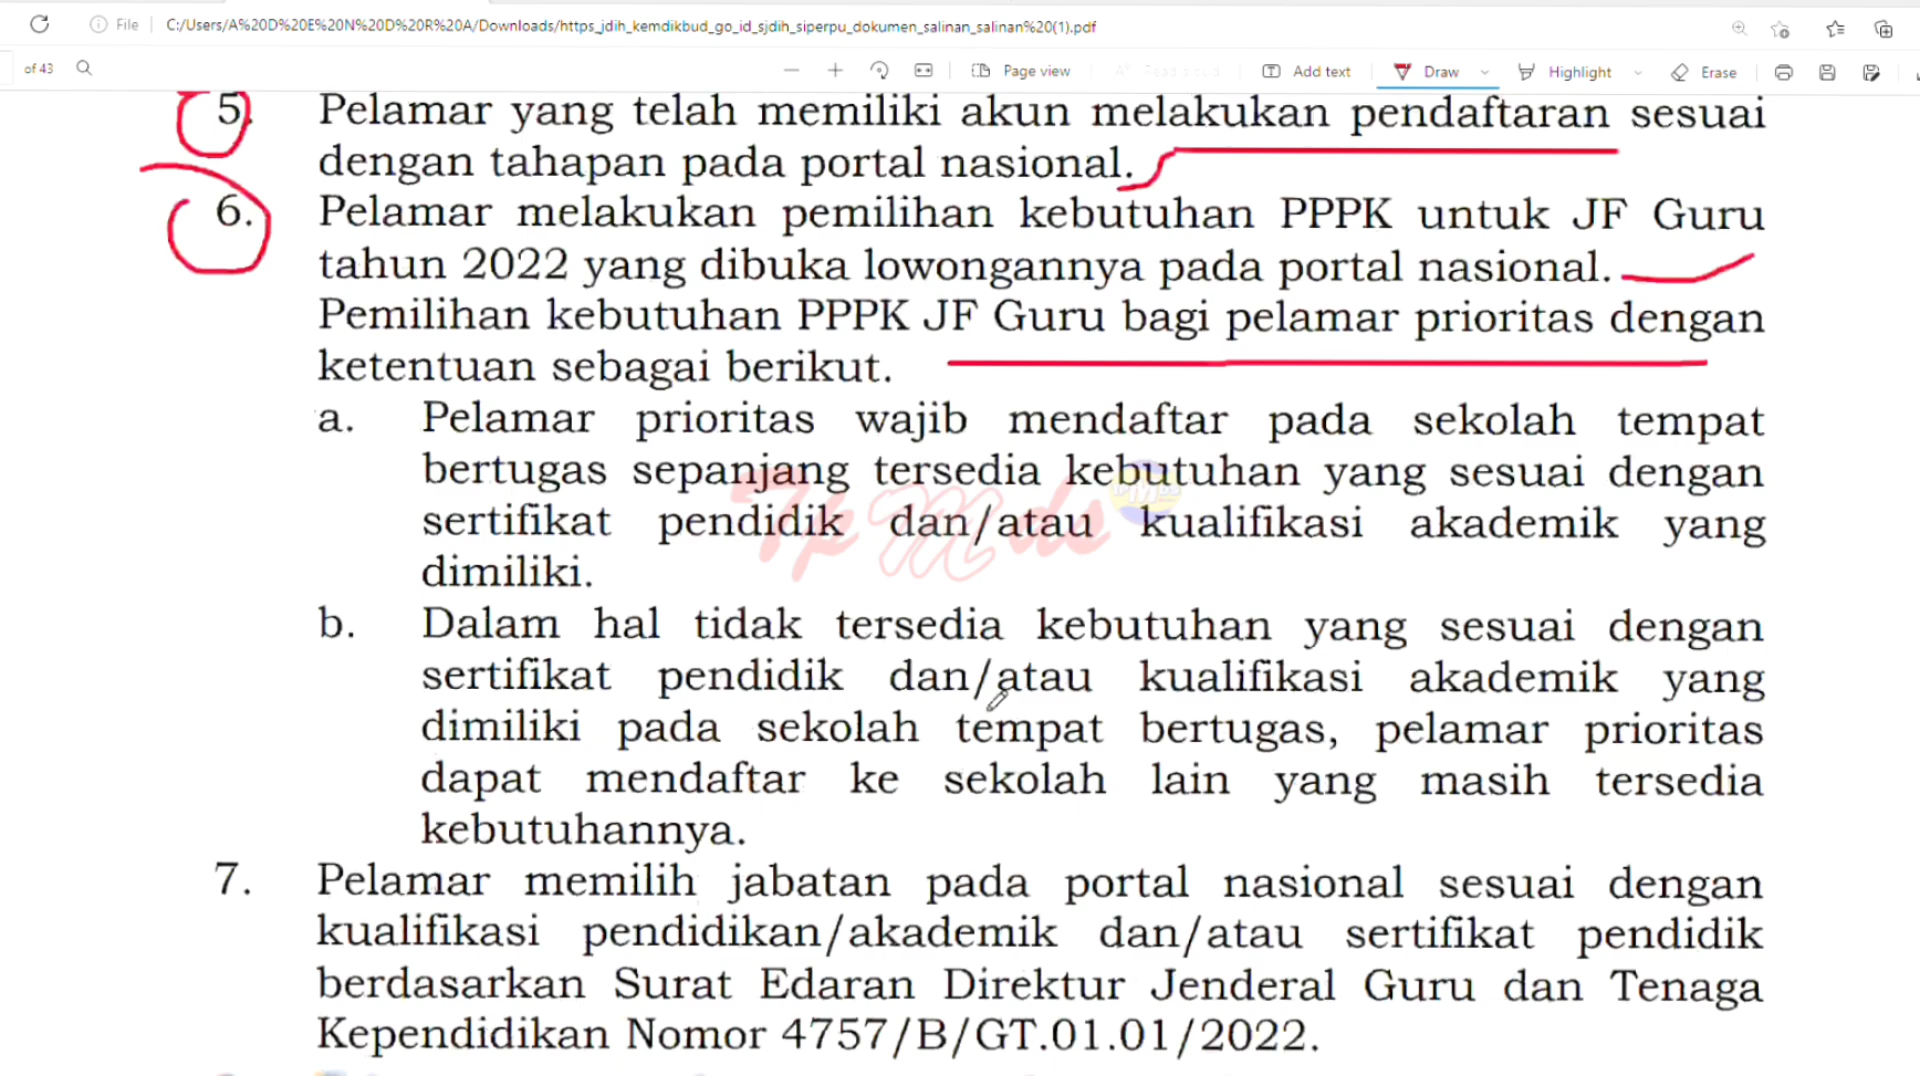 File
C:/Users/A%20D%20E%20N%20D%20R%20A/Downloads/https_jdih_kemdikbud_go_id_sjdih_siperpu_dokumen_salinan_salinan%20(1).pdf
of 43
Page view
Read aloud
Add text
Draw
Highlight
Erase
5. Pelamar yang telah memiliki akun melakukan pendaftaran sesuai
dengan tahapan pada portal nasional.
6. Pelamar melakukan pemilihan kebutuhan PPPK untuk JF Guru
tahun 2022 yang dibuka lowongannya pada portal nasional.
Pemilihan kebutuhan PPPK JF Guru bagi pelamar prioritas dengan
ketentuan sebagai berikut.
a. Pelamar prioritas wajib mendaftar pada sekolah tempat
bertugas sepanjang tersedia kebutuhan yang sesuai dengan
sertifikat pendidik dan/atau kualifikasi akademik yang
dimiliki.
b. Dalam hal tidak tersedia kebutuhan yang sesuai dengan
sertifikat pendidik dan/atau kualifikasi akademik yang
dimiliki pada sekolah tempat bertugas, pelamar prioritas
dapat mendaftar ke sekolah lain yang masih tersedia
kebutuhannya.
7. Pelamar memilih jabatan pada portal nasional sesuai dengan
kualifikasi pendidikan/akademik dan/atau sertifikat pendidik
berdasarkan Surat Edaran Direktur Jenderal Guru dan Tenaga
Kependidikan Nomor 4757/B/GT.01.01/2022.